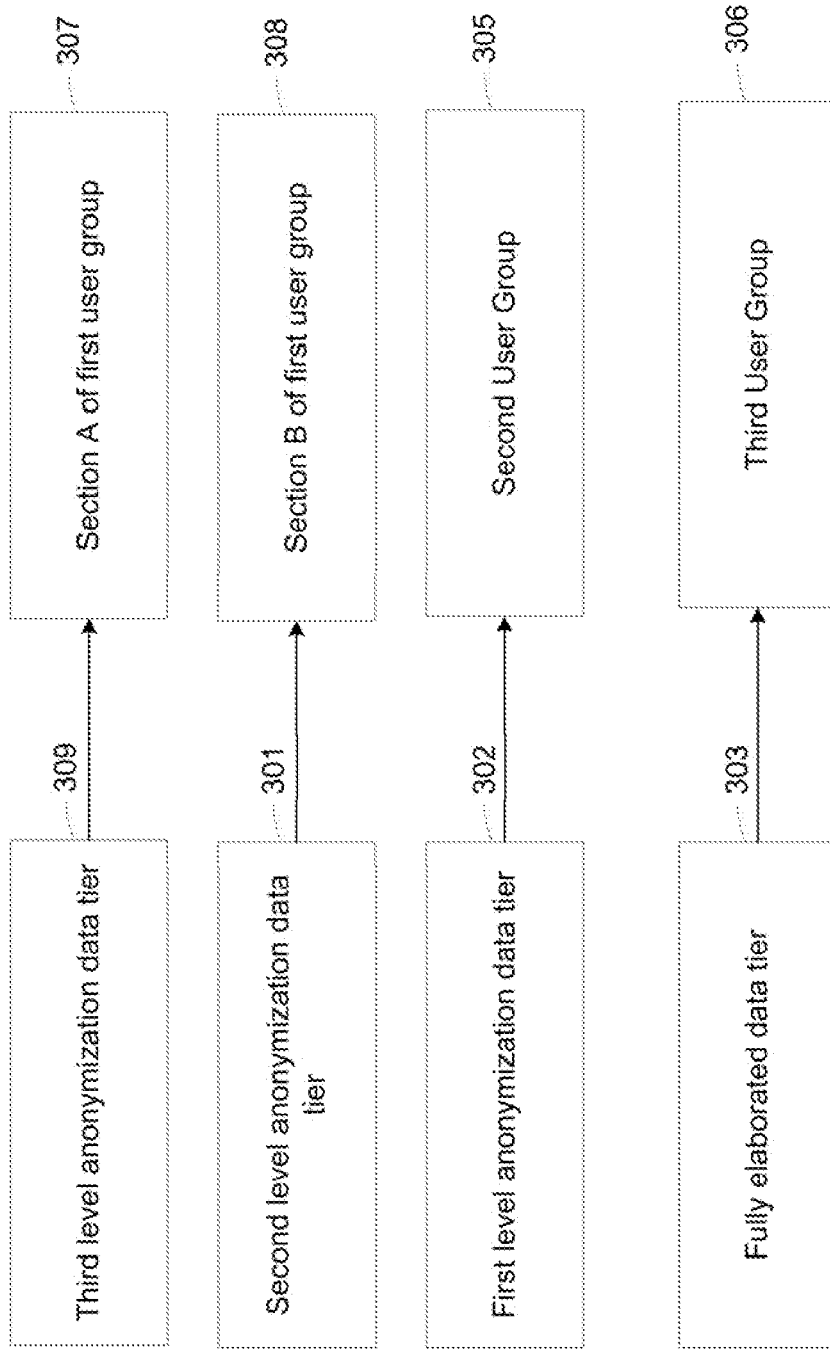 Third level anonymization data tier
309
Section A of first user group
307
Second level anonymization data
tier
301
Section B of first user group
308
First level anonymization data tier
302
Second User Group
305
Fully elaborated data tier
303
Third User Group
306